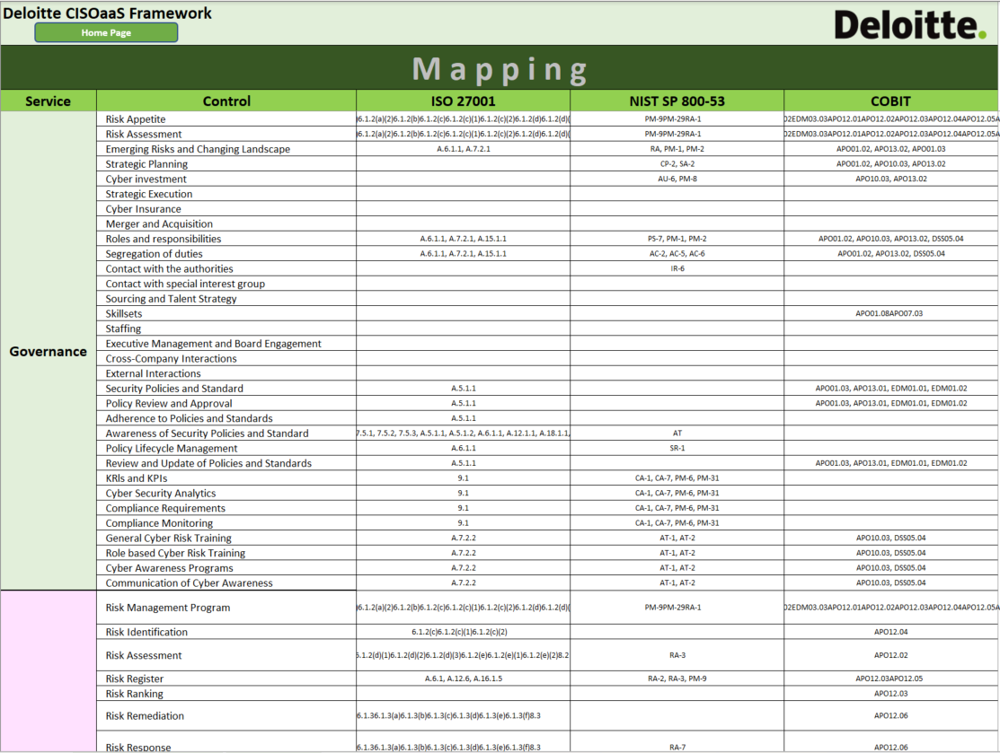 Deloitte CISOaaS Framework
Home Page
Deloitte.
Mapping
Service Control ISO 27001 NIST SP 800-53 COBIT
Governance
Risk Appetite )6.1.2(a)(2)6.1.2(b)6.1.2(c)6.1.2(c)(1)6.1.2(c)(2)6.1.2(d)6.1.2(d)( PM-9PM-29RA-1 02EDM03.03APO12.01APO12.02APO12.03APO12.04APO12.05A
Risk Assessment )6.1.2(a)(2)6.1.2(b)6.1.2(c)6.1.2(c)(1)6.1.2(c)(2)6.1.2(d)6.1.2(d)( PM-9PM-29RA-1 02EDM03.03APO12.01APO12.02APO12.03APO12.04APO12.05A
Emerging Risks and Changing Landscape A.6.1.1, A.7.2.1 RA, PM-1, PM-2 APO01.02, APO13.02, APO01.03
Strategic Planning CP-2, SA-2 APO01.02, APO10.03, APO13.02
Cyber investment AU-6, PM-8 APO10.03, APO13.02
Strategic Execution
Cyber Insurance
Merger and Acquisition
Roles and responsibilities A.6.1.1, A.7.2.1, A.15.1.1 PS-7, PM-1, PM-2 APO01.02, APO10.03, APO13.02, DSS05.04
Segregation of duties A.6.1.1, A.7.2.1, A.15.1.1 AC-2, AC-5, AC-6 APO01.02, APO13.02, DSS05.04
Contact with the authorities IR-6
Contact with special interest group
Sourcing and Talent Strategy
Skillsets APO01.08APO07.03
Staffing
Executive Management and Board Engagement
Cross-Company Interactions
External Interactions
Security Policies and Standard A.5.1.1 APO01.03, APO13.01, EDM01.01, EDM01.02
Policy Review and Approval A.5.1.1 APO01.03, APO13.01, EDM01.01, EDM01.02
Adherence to Policies and Standards A.5.1.1
Awareness of Security Policies and Standard 7.5.1, 7.5.2, 7.5.3, A.5.1.1, A.5.1.2, A.6.1.1, A.12.1.1, A.18.1.1, AT
Policy Lifecycle Management A.6.1.1 SR-1
Review and Update of Policies and Standards A.5.1.1 APO01.03, APO13.01, EDM01.01, EDM01.02
KRIs and KPIs 9.1 CA-1, CA-7, PM-6, PM-31
Cyber Security Analytics 9.1 CA-1, CA-7, PM-6, PM-31
Compliance Requirements 9.1 CA-1, CA-7, PM-6, PM-31
Compliance Monitoring 9.1 CA-1, CA-7, PM-6, PM-31
General Cyber Risk Training A.7.2.2 AT-1, AT-2 APO10.03, DSS05.04
Role based Cyber Risk Training A.7.2.2 AT-1, AT-2 APO10.03, DSS05.04
Cyber Awareness Programs A.7.2.2 AT-1, AT-2 APO10.03, DSS05.04
Communication of Cyber Awareness A.7.2.2 AT-1, AT-2 APO10.03, DSS05.04
Risk Management Program )6.1.2(a)(2)6.1.2(b)6.1.2(c)6.1.2(c)(1)6.1.2(c)(2)6.1.2(d)6.1.2(d)( PM-9PM-29RA-1 02EDM03.03APO12.01APO12.02APO12.03APO12.04APO12.05A
Risk Identification 6.1.2(c)6.1.2(c)(1)6.1.2(c)(2) APO12.04
Risk Assessment 6.1.2(d)(1)6.1.2(d)(2)6.1.2(d)(3)6.1.2(e)6.1.2(e)(1)6.1.2(e)(2)8.2 RA-3 APO12.02
Risk Register A.6.1, A.12.6, A.16.1.5 RA-2, RA-3, PM-9 APO12.03APO12.05
Risk Ranking APO12.03
Risk Remediation 6.1.36.1.3(a)6.1.3(b)6.1.3(c)6.1.3(d)6.1.3(e)6.1.3(f)8.3 APO12.06
Risk Response 6.1.36.1.3(a)6.1.3(b)6.1.3(c)6.1.3(d)6.1.3(e)6.1.3(f)8.3 RA-7 APO12.06